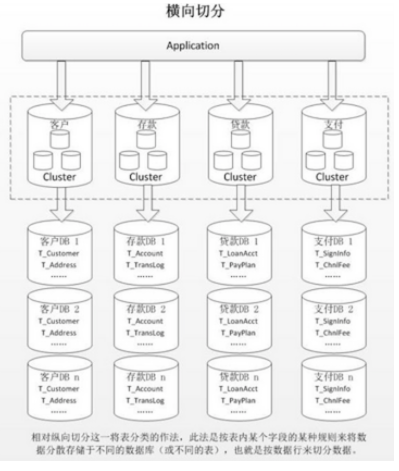 横向切分
Application
客户 存款 贷款 支付
Cluster Cluster Cluster Cluster
客户DB 1 存款DB 1 贷款DB 1 支付DB 1
T_Customer T_Account T_LoanAcct T_SignInfo
T_Address T_TransLog T_PayPlan T_ChnlFee
...... ...... ...... ......
客户DB 2 存款DB 2 贷款DB 2 支付DB 2
T_Customer T_Account T_LoanAcct T_SignInfo
T_Address T_TransLog T_PayPlan T_ChnlFee
...... ...... ...... ......
客户DB n 存款DB n 贷款DB n 支付DB n
T_Customer T_Account T_LoanAcct T_SignInfo
T_Address T_TransLog T_PayPlan T_ChnlFee
...... ...... ...... ......
相对纵向切分这一将表分类的作法，此法是按表内某个字段的某种规则来将数
据分散存储于不同的数据库（或不同的表），也就是按数据行来切分数据。